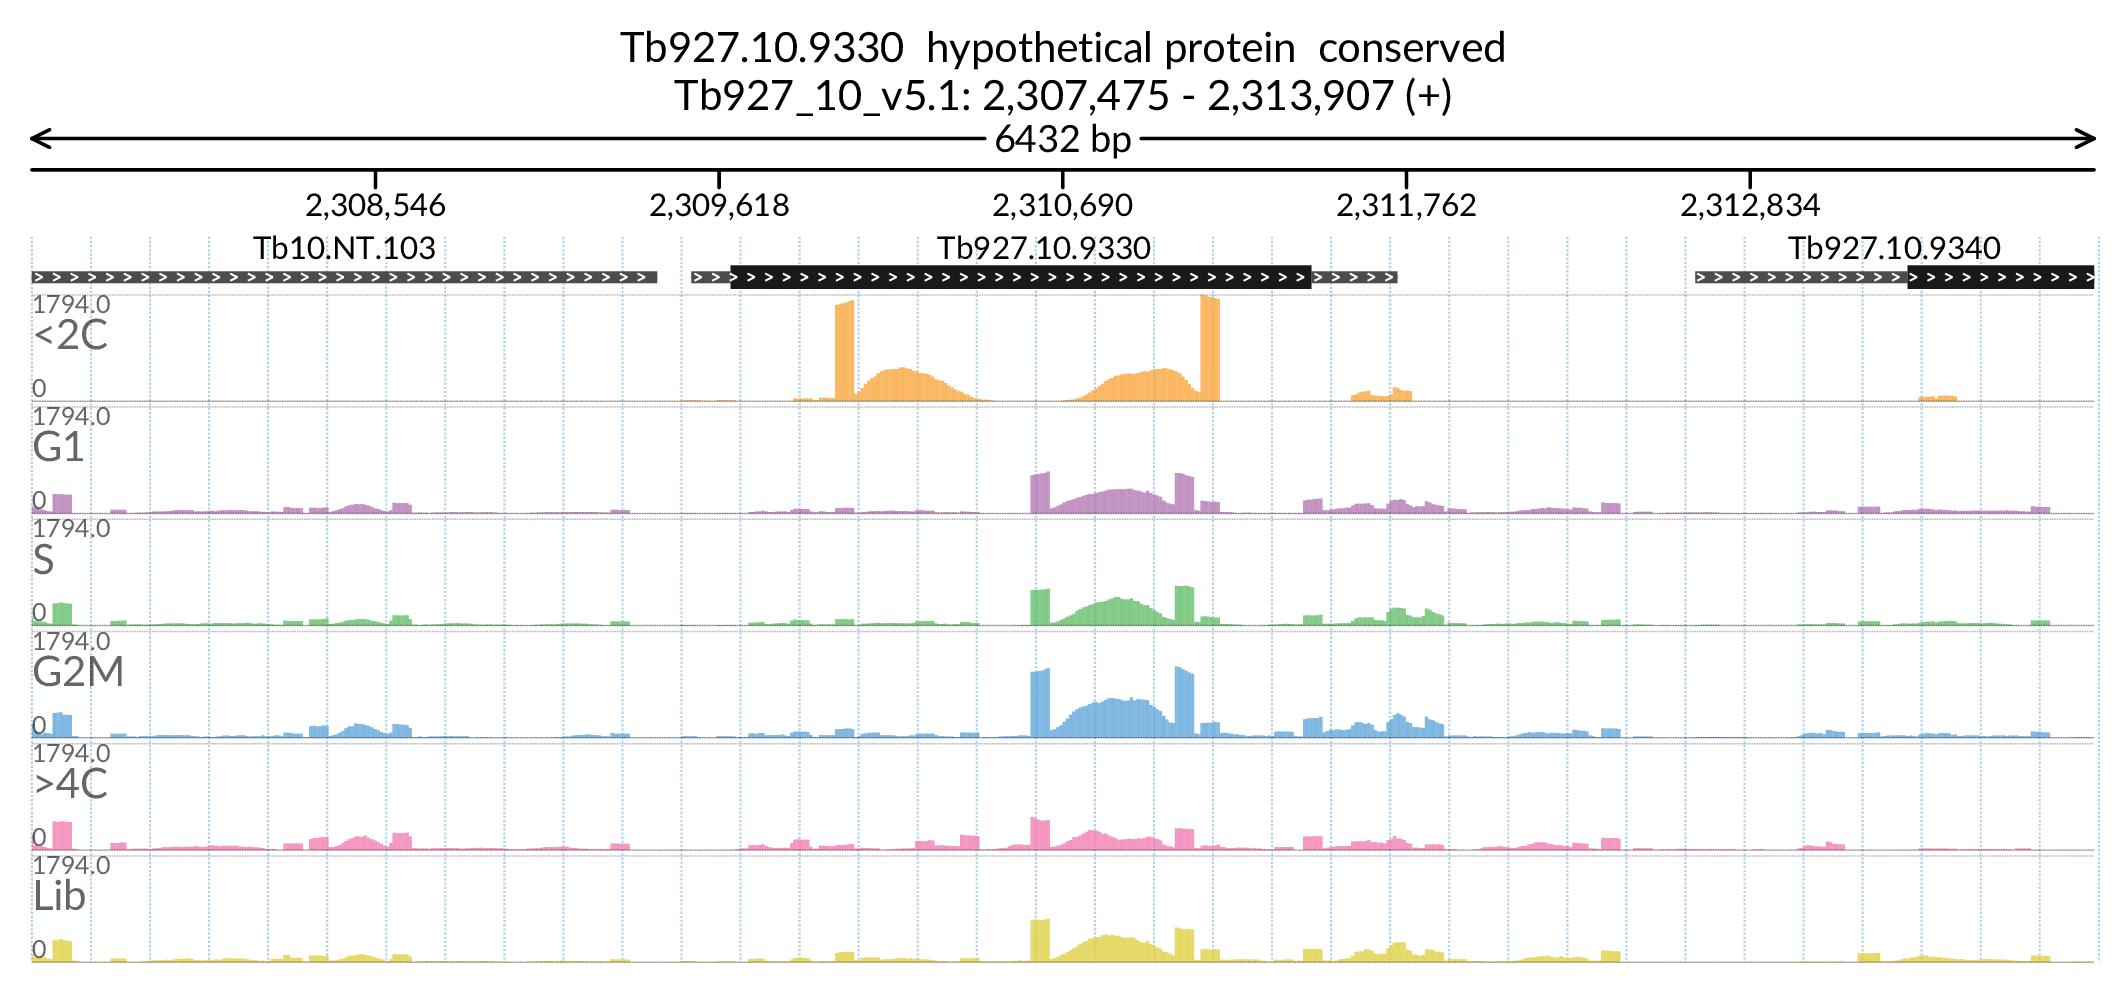 Tb927.10.9330 hypothetical protein conserved
Tb927_10_v5.1: 2,307,475 - 2,313,907 (+)
6432 bp
2,308,546 2,309,618 2,310,690 2,311,762 2,312,834
Tb10.NT.103 Tb927.10.9330 Tb927.10.9340
1794.0
<2C
0
1794.0
G1
0
1794.0
S
0
1794.0
G2M
0
1794.0
>4C
0
1794.0
Lib
0